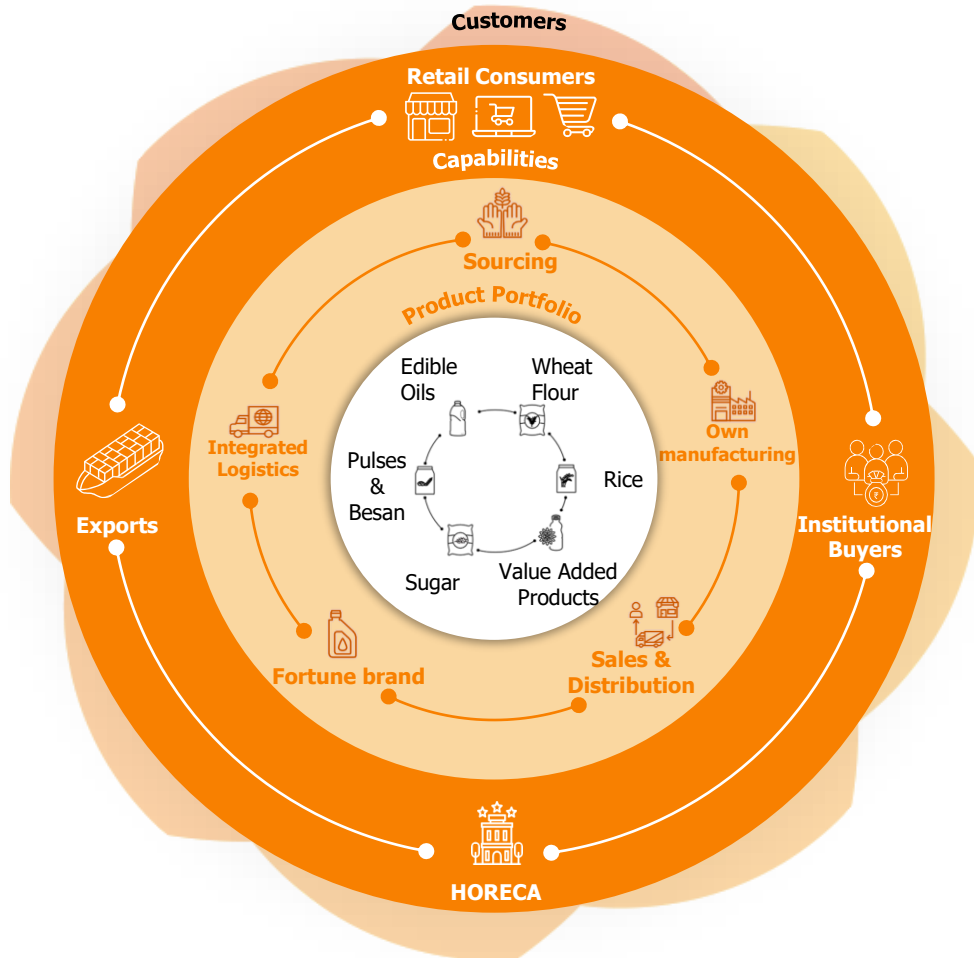 Customers
Retail Consumers
Capabilities
Sourcing
Product Portfolio
Edible
Oils
Wheat
Flour
Integrated
Logistics
Own
manufacturing
Pulses
&
Besan
Rice
Exports
Institutional
Buyers
Sugar
Value Added
Products
Fortune brand
Sales &
Distribution
HORECA